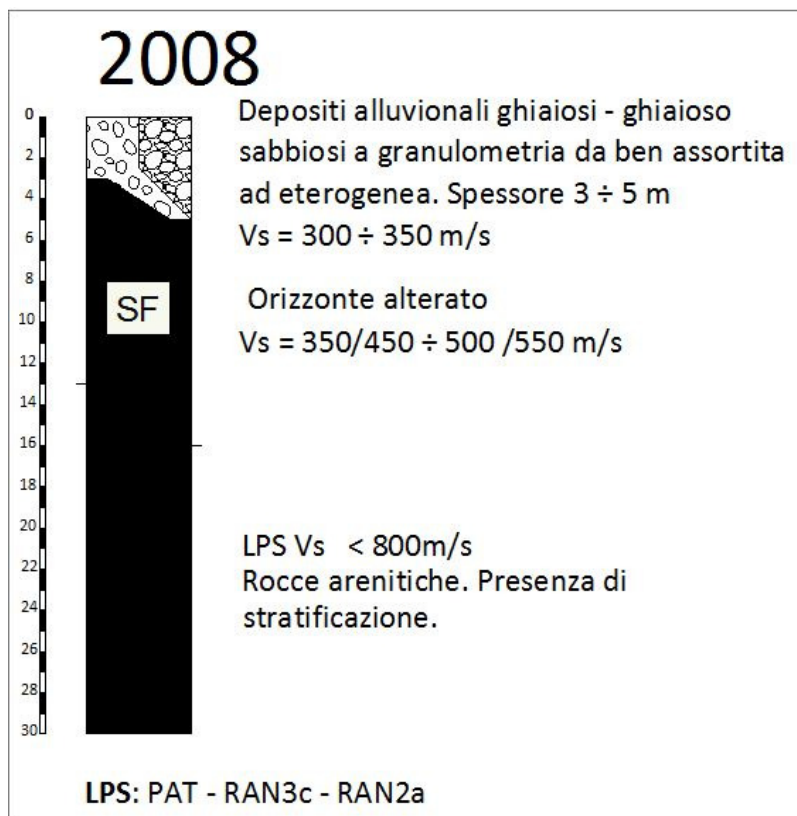 2008
0
Depositi alluvionali ghiaiosi - ghiaioso
2
sabbiosi a granulometria da ben assortita
4
ad eterogenea. Spessore 3 ÷ 5 m
6
Vs = 300 ÷ 350 m/s
8
Orizzonte alterato
SF
10
Vs = 350/450 ÷ 500 /550 m/s
12
14
16
18
20
LPS Vs < 800m/s
22
Rocce arenitiche. Presenza di
24
stratificazione.
26
28
30
LPS: PAT - RAN3c - RAN2a